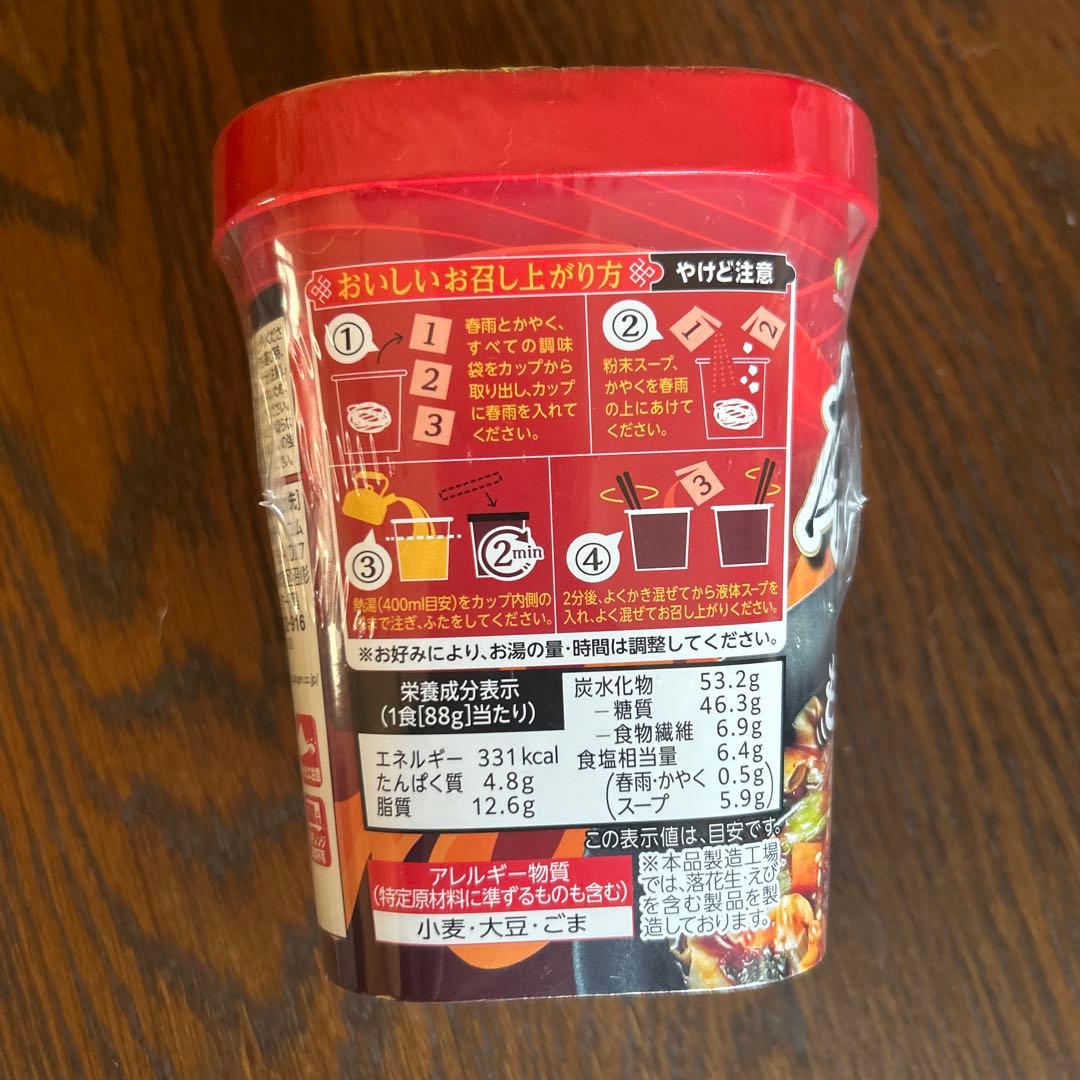 おいしいお召し上がり方
やけど注意
①
1
2
3
春雨とかやく、
すべての調味
袋をカップから
取り出し、カップ
に春雨を入れて
ください。
②
1
2
粉末スープ、
かやくを春雨
の上にあけて
ください。
③
2min
熱湯(400ml目安)をカップ内側の
まで注ぎ、ふたをしてください。
④
3
2分後、よくかき混ぜてから液体スープを
入れ、よく混ぜてお召し上がりください。
※お好みにより、お湯の量・時間は調整してください。
栄養成分表示
(1食[88g]当たり)
エネルギー 331kcal
たんぱく質 4.8g
脂質 12.6g
炭水化物 53.2g
－糖質 46.3g
－食物繊維 6.9g
食塩相当量 6.4g
(春雨・かやく 0.5g
スープ 5.9g)
この表示値は、目安です。
アレルギー物質
(特定原材料に準ずるものも含む)
小麦・大豆・ごま
※本品製造工場
では、落花生・えび
を含む製品を製
造しております。